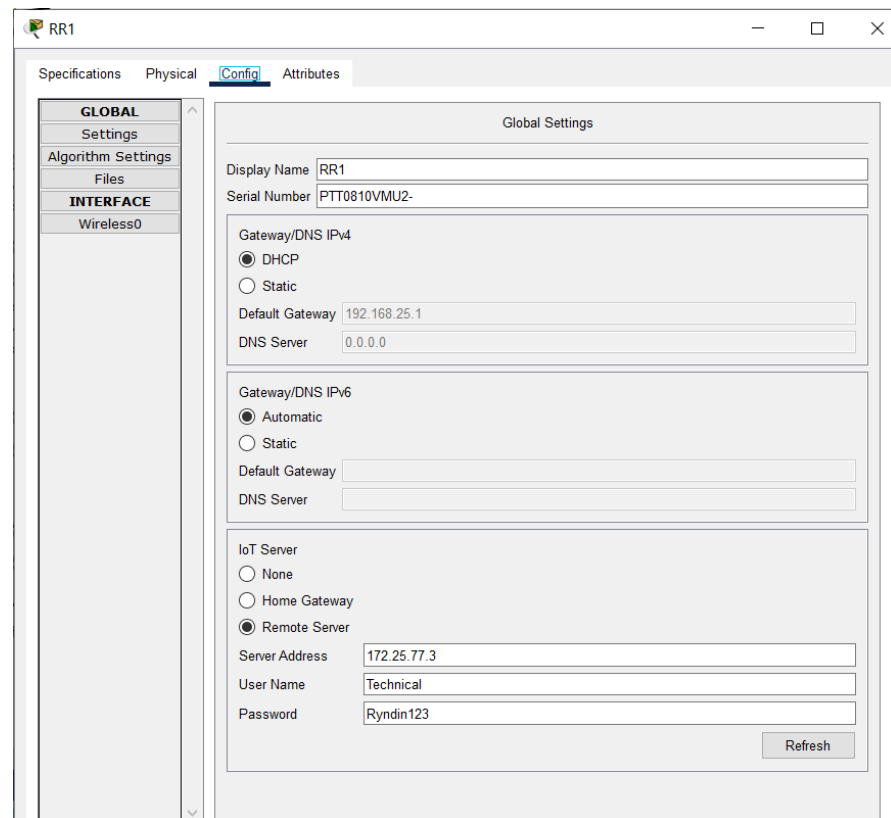 RR1
Specifications Physical Config Attributes
GLOBAL
Settings
Algorithm Settings
Files
INTERFACE
Wireless0
Global Settings
Display Name RR1
Serial Number PTT0810VMU2-
Gateway/DNS IPv4
DHCP
Static
Default Gateway 192.168.25.1
DNS Server 0.0.0.0
Gateway/DNS IPv6
Automatic
Static
Default Gateway
DNS Server
IoT Server
None
Home Gateway
Remote Server
Server Address 172.25.77.3
User Name Technical
Password Ryndin123
Refresh